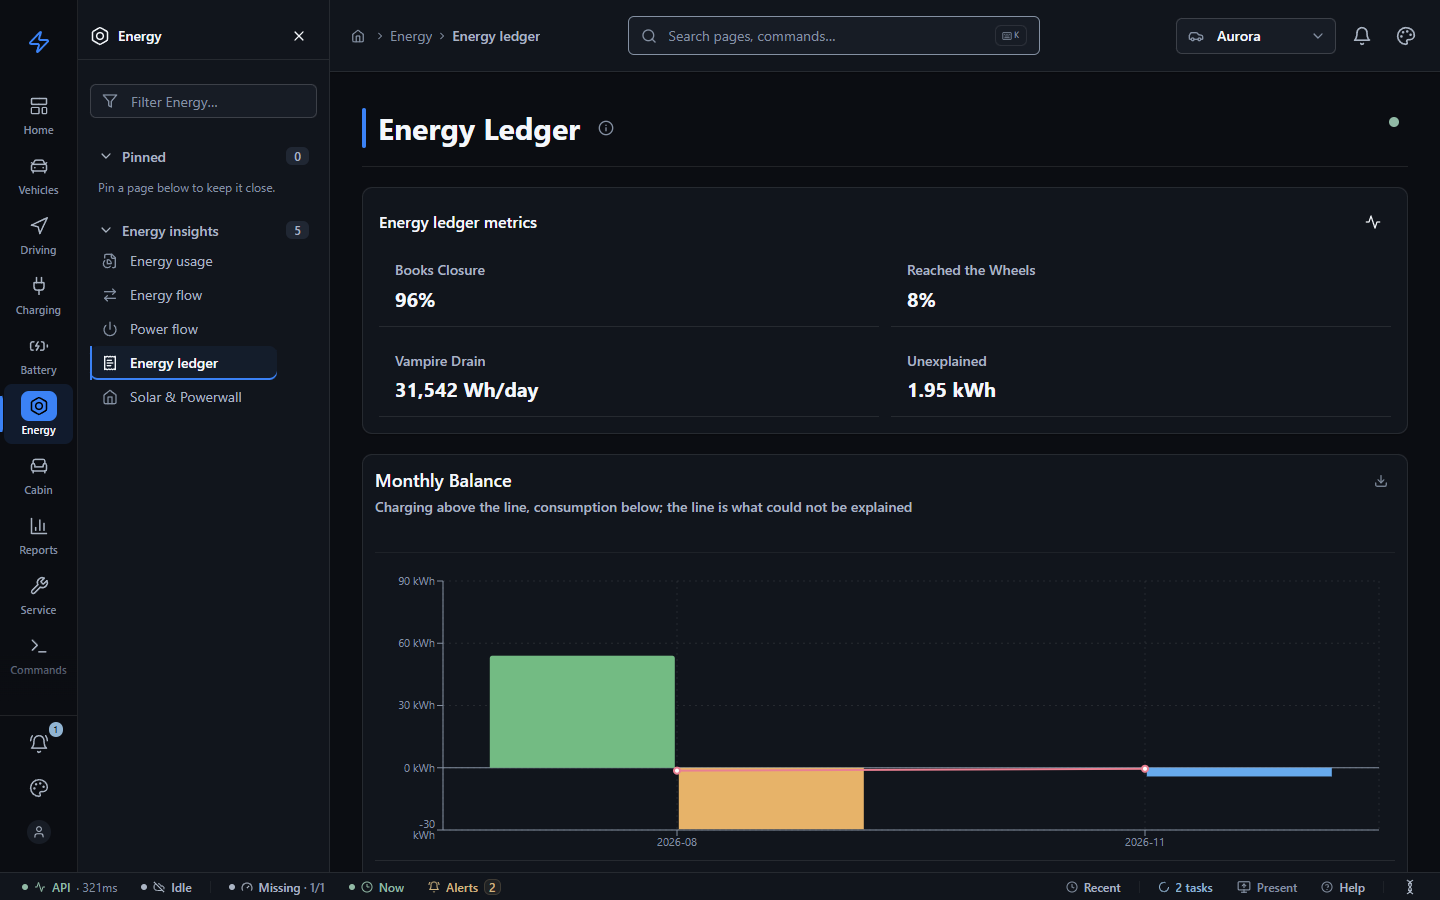 Energy
Energy
Energy ledger
Search pages, commands...
K
Aurora
Home
Vehicles
Driving
Charging
Battery
Energy
Cabin
Reports
Service
Commands
1
Filter Energy...
Pinned
0
Pin a page below to keep it close.
Energy insights
5
Energy usage
Energy flow
Power flow
Energy ledger
Solar & Powerwall
Energy Ledger
Energy ledger metrics
Books Closure
96%
Reached the Wheels
8%
Vampire Drain
31,542 Wh/day
Unexplained
1.95 kWh
Monthly Balance
Charging above the line, consumption below; the line is what could not be explained
90 kWh
60 kWh
30 kWh
0 kWh
-30
kWh
2026-08
2026-11
API · 321ms
Idle
Missing · 1/1
Now
Alerts 2
Recent
2 tasks
Present
Help